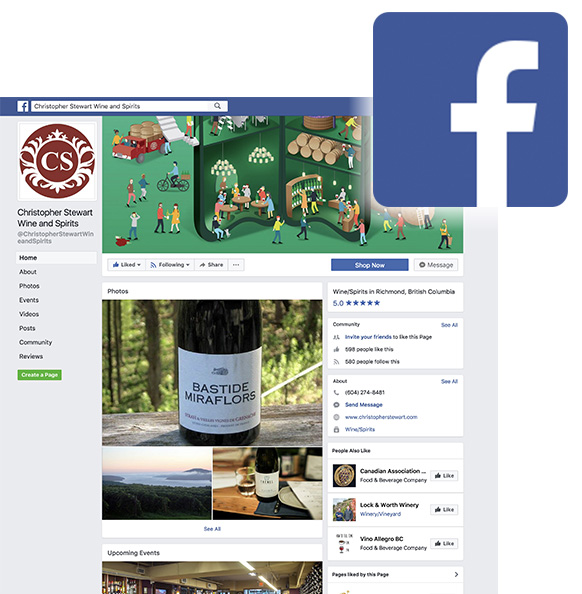 f
f Christopher Stewart Wine and Spirits
CS
Christopher Stewart
Wine and Spirits
@ChristopherStewartWin
eandSpirits
Home
About
Photos
Events
Videos
Posts
Community
Reviews
Create a Page
Liked Following Share ... Shop Now Message
Photos
BASTIDE
MIRAFLORS
See All
Upcoming Events
Wine/Spirits in Richmond, British Columbia
5.0 ★★★★★
Community See All
Invite your friends to like this Page
598 people like this
580 people follow this
About See All
(604) 274-8481
Send Message
www.christopherstewart.com
Wine/Spirits
People Also Like
Canadian Association ...
Food & Beverage Company
Like
Lock & Worth Winery
Winery/Vineyard
Like
Vino Allegro BC
Food & Beverage Company
Like
Pages liked by this Page